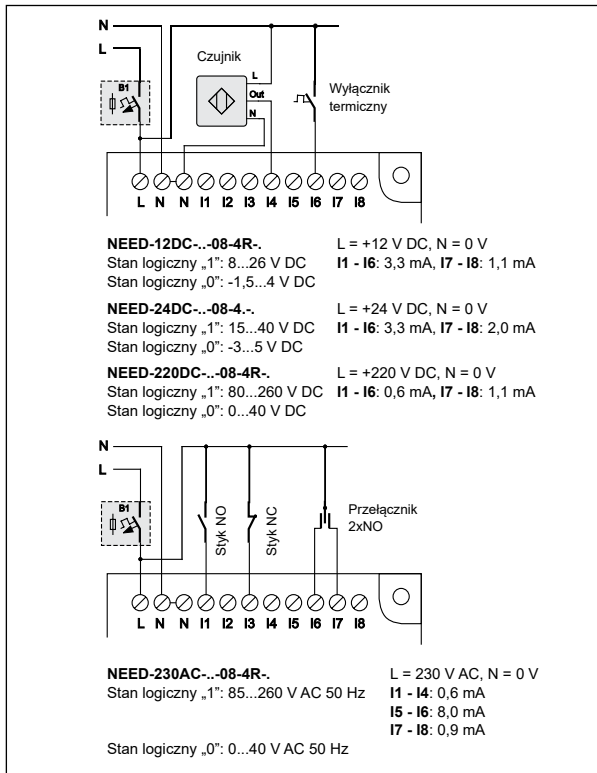 N
L
B1
Czujnik
L
Out
N
Wyłącznik
termiczny
L N N I1 I2 I3 I4 I5 I6 I7 I8
NEED-12DC-..-08-4R-. L = +12 V DC, N = 0 V
Stan logiczny „1”: 8...26 V DC I1 - I6: 3,3 mA, I7 - I8: 1,1 mA
Stan logiczny „0”: -1,5...4 V DC
NEED-24DC-..-08-4.-. L = +24 V DC, N = 0 V
Stan logiczny „1”: 15...40 V DC I1 - I6: 3,3 mA, I7 - I8: 2,0 mA
Stan logiczny „0”: -3...5 V DC
NEED-220DC-..-08-4R-. L = +220 V DC, N = 0 V
Stan logiczny „1”: 80...260 V DC I1 - I6: 0,6 mA, I7 - I8: 1,1 mA
Stan logiczny „0”: 0...40 V DC
N
L
B1
Styk NO
Styk NC
Przełącznik
2xNO
L N N I1 I2 I3 I4 I5 I6 I7 I8
NEED-230AC-..-08-4R-. L = 230 V AC, N = 0 V
Stan logiczny „1”: 85...260 V AC 50 Hz I1 - I4: 0,6 mA
I5 - I6: 8,0 mA
I7 - I8: 0,9 mA
Stan logiczny „0”: 0...40 V AC 50 Hz